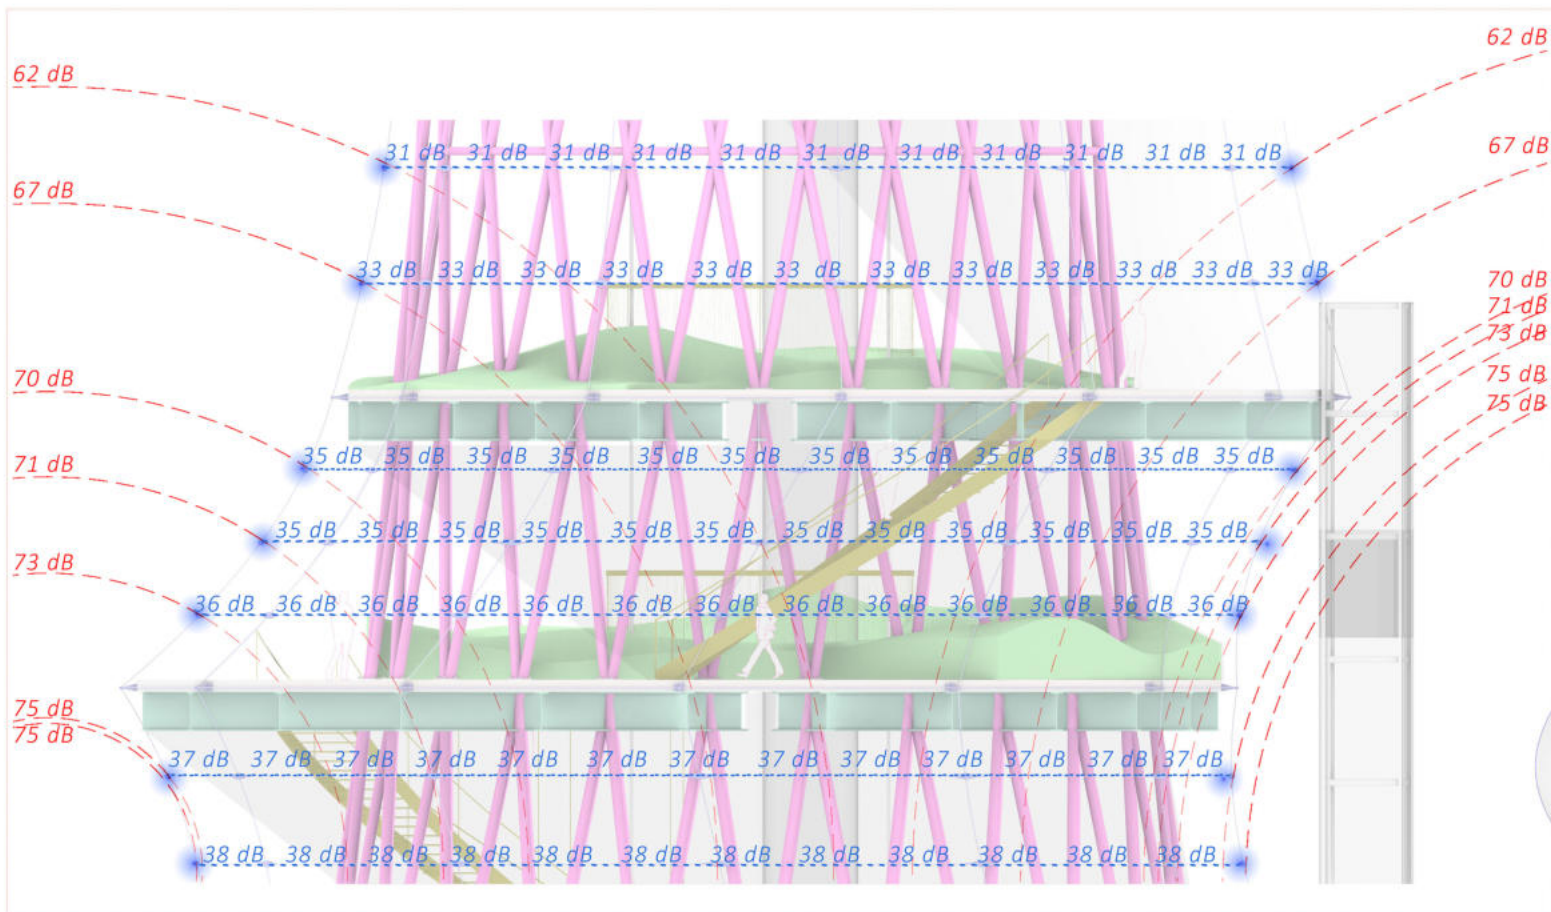 62 dB
62 dB
67 dB
31 dB 31 dB 31 dB 31 dB 31 dB 31 dB 31 dB 31 dB 31 dB 31 dB 31 dB
67 dB
33 dB 33 dB 33 dB 33 dB 33 dB 33 dB 33 dB 33 dB 33 dB 33 dB 33 dB 33 dB
70 dB
71 dB
73 dB
70 dB
75 dB
75 dB
35 dB 35 dB 35 dB 35 dB 35 dB 35 dB 35 dB 35 dB 35 dB 35 dB 35 dB 35 dB
71 dB
35 dB 35 dB 35 dB 35 dB 35 dB 35 dB 35 dB 35 dB 35 dB 35 dB 35 dB 35 dB
73 dB
36 dB 36 dB 36 dB 36 dB 36 dB 36 dB 36 dB 36 dB 36 dB 36 dB 36 dB 36 dB 36 dB
75 dB
75 dB
37 dB 37 dB 37 dB 37 dB 37 dB 37 dB 37 dB 37 dB 37 dB 37 dB 37 dB 37 dB 37 dB
38 dB 38 dB 38 dB 38 dB 38 dB 38 dB 38 dB 38 dB 38 dB 38 dB 38 dB 38 dB